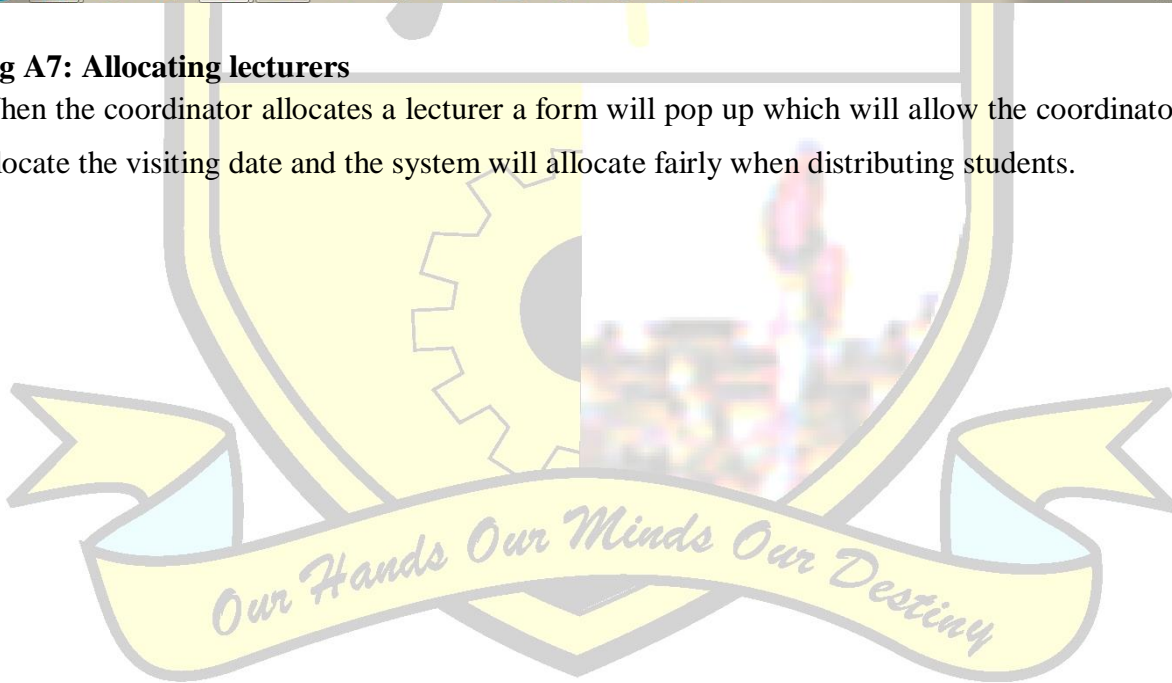 g A7: Allocating lecturers
hen the coordinator allocates a lecturer a form will pop up which will allow the coordinato
locate the visiting date and the system will allocate fairly when distributing students.
Our Hands Our Minds Our Destiny